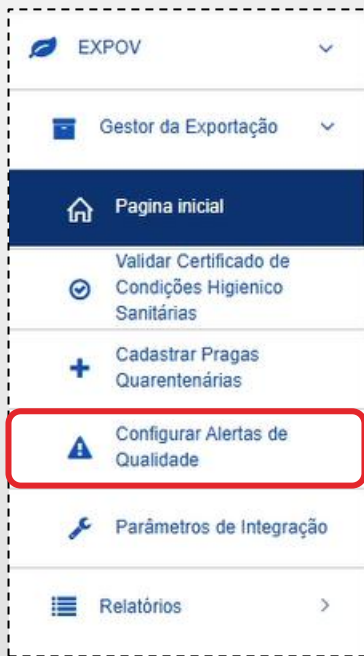 EXPOV
Gestor da Exportação
Pagina inicial
Validar Certificado de
Condições Higienico
Sanitárias
Cadastrar Pragas
Quarentenárias
Configurar Alertas de
Qualidade
Parâmetros de Integração
Relatórios